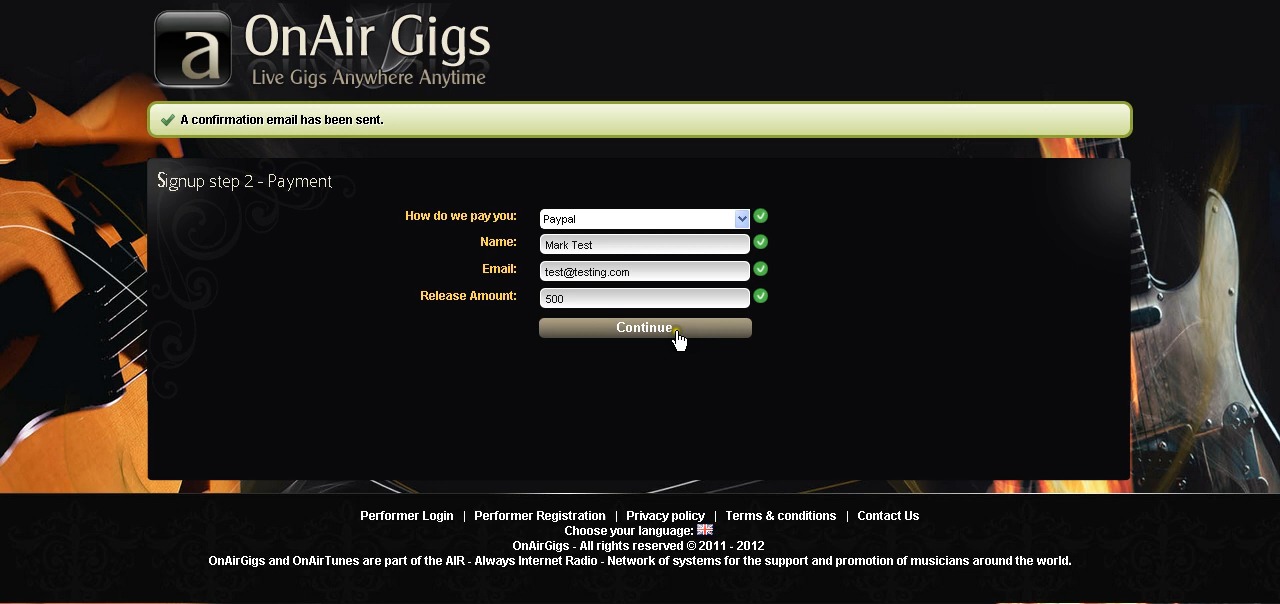 a OnAir Gigs
Live Gigs Anywhere Anytime
A confirmation email has been sent.
Signup step 2 - Payment
How do we pay you: Paypal
Name: Mark Test
Email: test@testing.com
Release Amount: 500
Continue
Performer Login | Performer Registration | Privacy policy | Terms & conditions | Contact Us
Choose your language:
OnAirGigs - All rights reserved © 2011 - 2012
OnAirGigs and OnAirTunes are part of the AIR - Always Internet Radio - Network of systems for the support and promotion of musicians around the world.